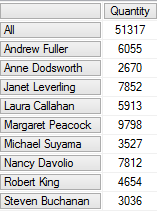 Quantity
All 51317
Andrew Fuller 6055
Anne Dodsworth 2670
Janet Leverling 7852
Laura Callahan 5913
Margaret Peacock 9798
Michael Suyama 3527
Nancy Davolio 7812
Robert King 4654
Steven Buchanan 3036